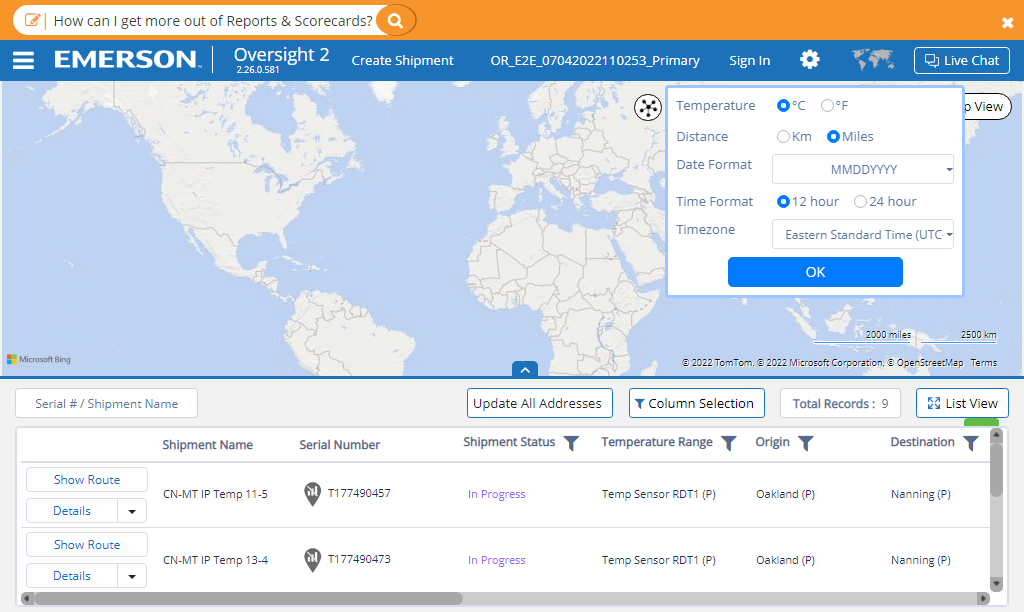 How can I get more out of Reports & Scorecards?
EMERSON
Oversight 2
2.26.0.581
Create Shipment
OR_E2E_07042022110253_Primary
Sign In
Live Chat
Temperature °C °F
View
Distance Km Miles
Date Format MMDDYYYY
Time Format 12 hour 24 hour
Timezone Eastern Standard Time (UTC
OK
2000 miles 2500 km
Microsoft Bing
© 2022 TomTom, © 2022 Microsoft Corporation, © OpenStreetMap Terms
Serial # / Shipment Name
Update All Addresses
Column Selection
Total Records : 9
List View
Shipment Name Serial Number Shipment Status Temperature Range Origin Destination
Show Route
CN-MT IP Temp 11-5 T177490457 In Progress Temp Sensor RDT1 (P) Oakland (P) Nanning (P)
Details
Show Route
CN-MT IP Temp 13-4 T177490473 In Progress Temp Sensor RDT1 (P) Oakland (P) Nanning (P)
Details